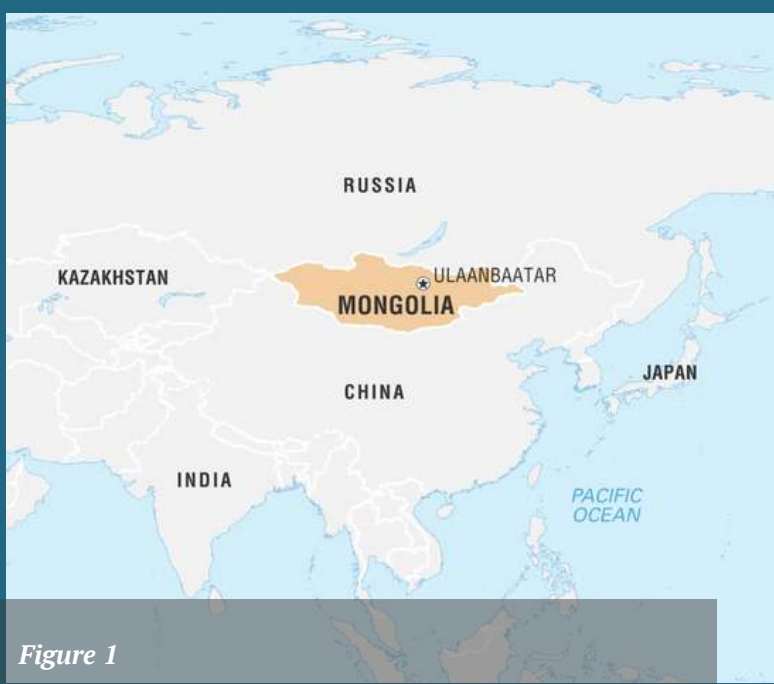 RUSSIA
KAZAKHSTAN
ULAANBAATAR
MONGOLIA
CHINA
JAPAN
INDIA
PACIFIC
OCEAN
Figure 1